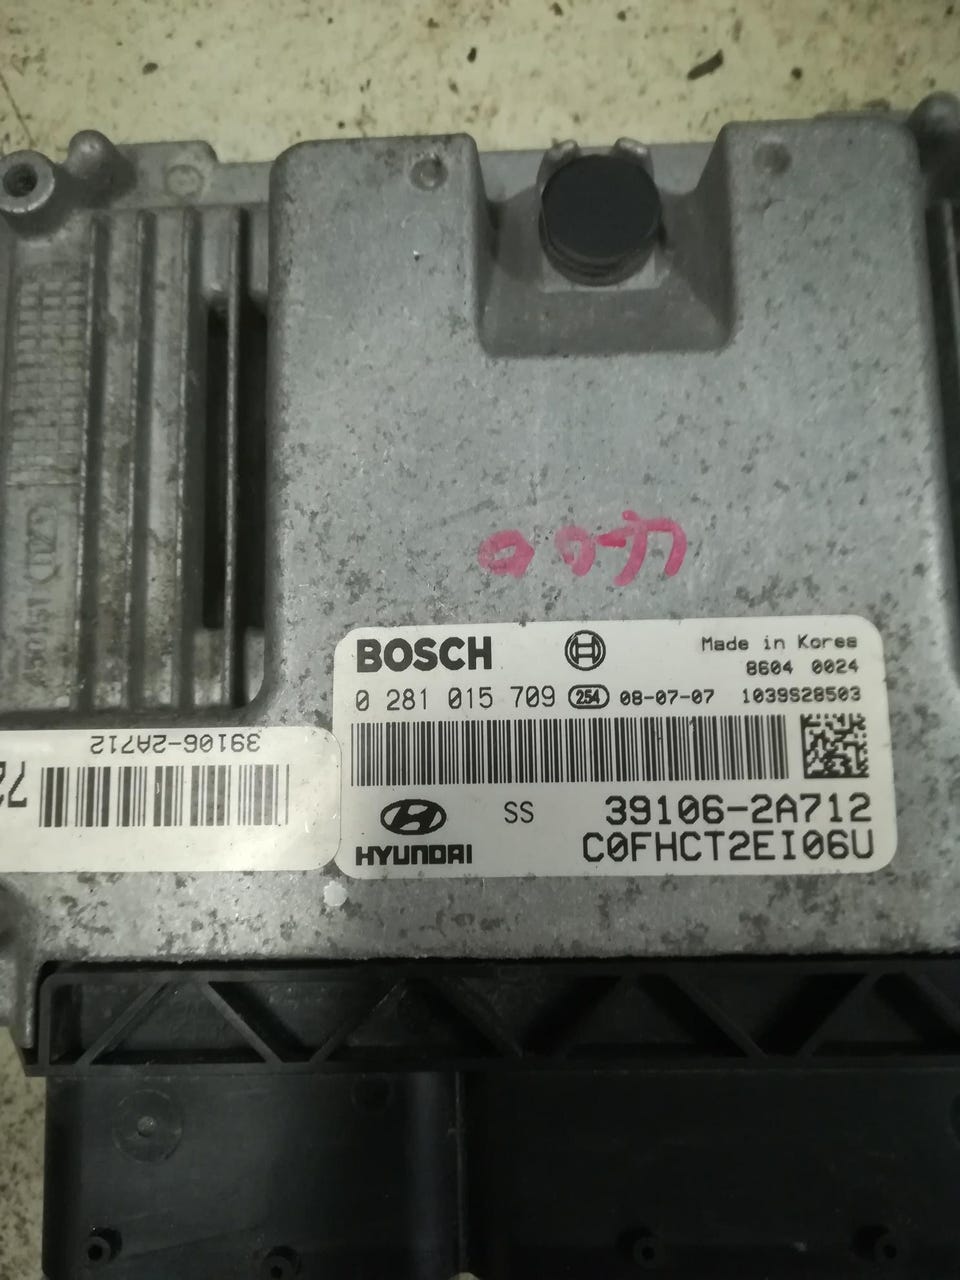 BOSCH
Made in Korea
8604 0024
0 281 015 709 254 08-07-07 1039S28503
SS 39106-2A712
HYUNDAI C0FHCT2EI06U
39106-2A712